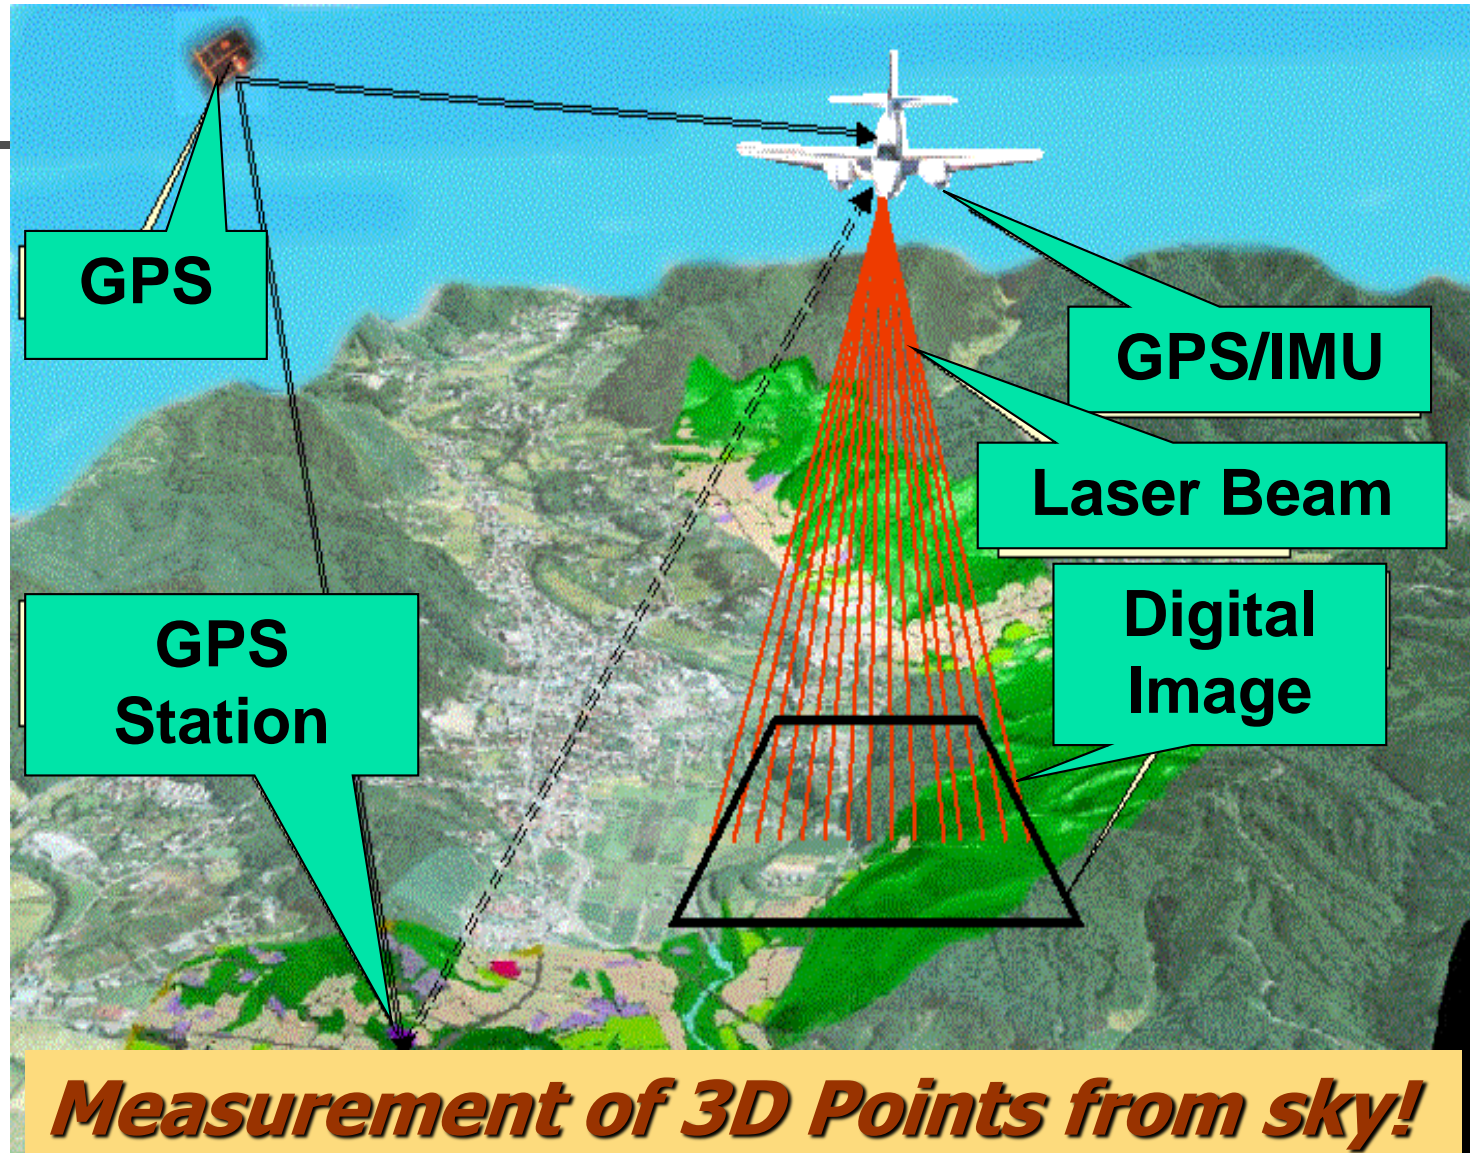 GPS
GPS/IMU
Laser Beam
Digital
Image
GPS
Station
Measurement of 3D Points from sky!